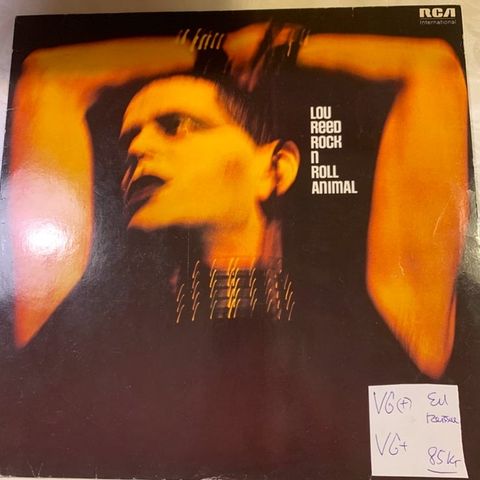 RCA
International
LOU
REED
ROCK
N
ROLL
ANIMAL
VG(+)
VG+
85kr